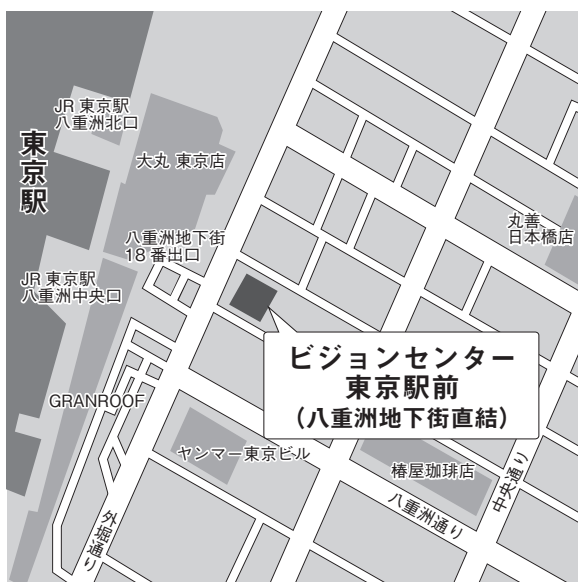 JR 東京駅
八重洲北口
東京駅
大丸 東京店
八重洲地下街
18 番出口
丸善
日本橋店
JR 東京駅
八重洲中央口
ビジョンセンター
東京駅前
（八重洲地下街直結）
GRANROOF
ヤンマー東京ビル
椿屋珈琲店
中央通り
八重洲通り
外堀通り